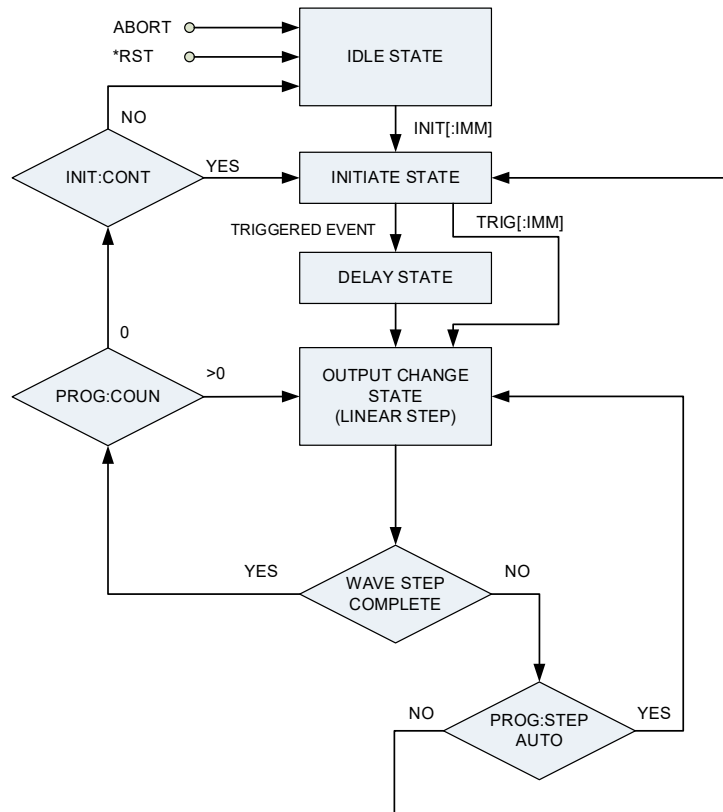 ABORT
*RST
IDLE STATE
NO
INIT[:IMM]
INIT:CONT
YES
INITIATE STATE
TRIGGERED EVENT
TRIG[:IMM]
DELAY STATE
0
PROG:COUN
>0
OUTPUT CHANGE
STATE
(LINEAR STEP)
YES
WAVE STEP
COMPLETE
NO
NO
PROG:STEP
AUTO
YES